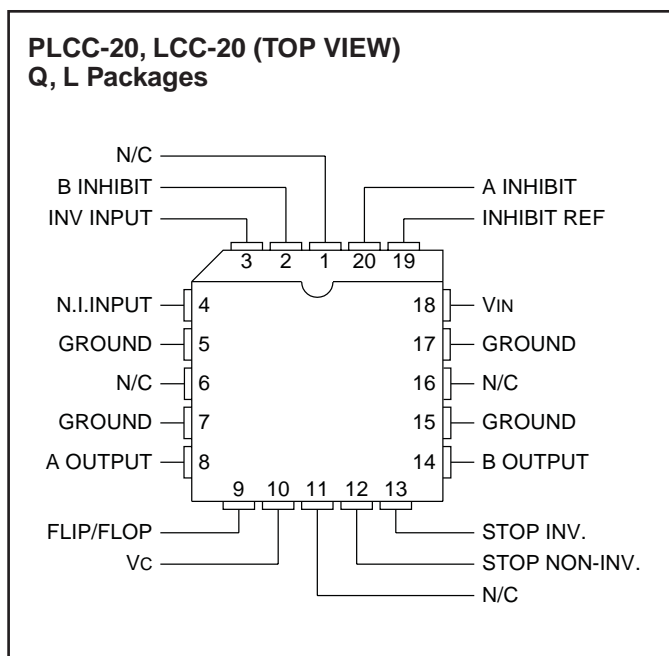 PLCC-20, LCC-20 (TOP VIEW)
Q, L Packages
N/C
B INHIBIT
A INHIBIT
INV INPUT
INHIBIT REF
3 2 1 20 19
N.I.INPUT 4 18 VIN
GROUND 5 17 GROUND
N/C 6 16 N/C
GROUND 7 15 GROUND
A OUTPUT 8 14 B OUTPUT
9 10 11 12 13
FLIP/FLOP
STOP INV.
VC
STOP NON-INV.
N/C